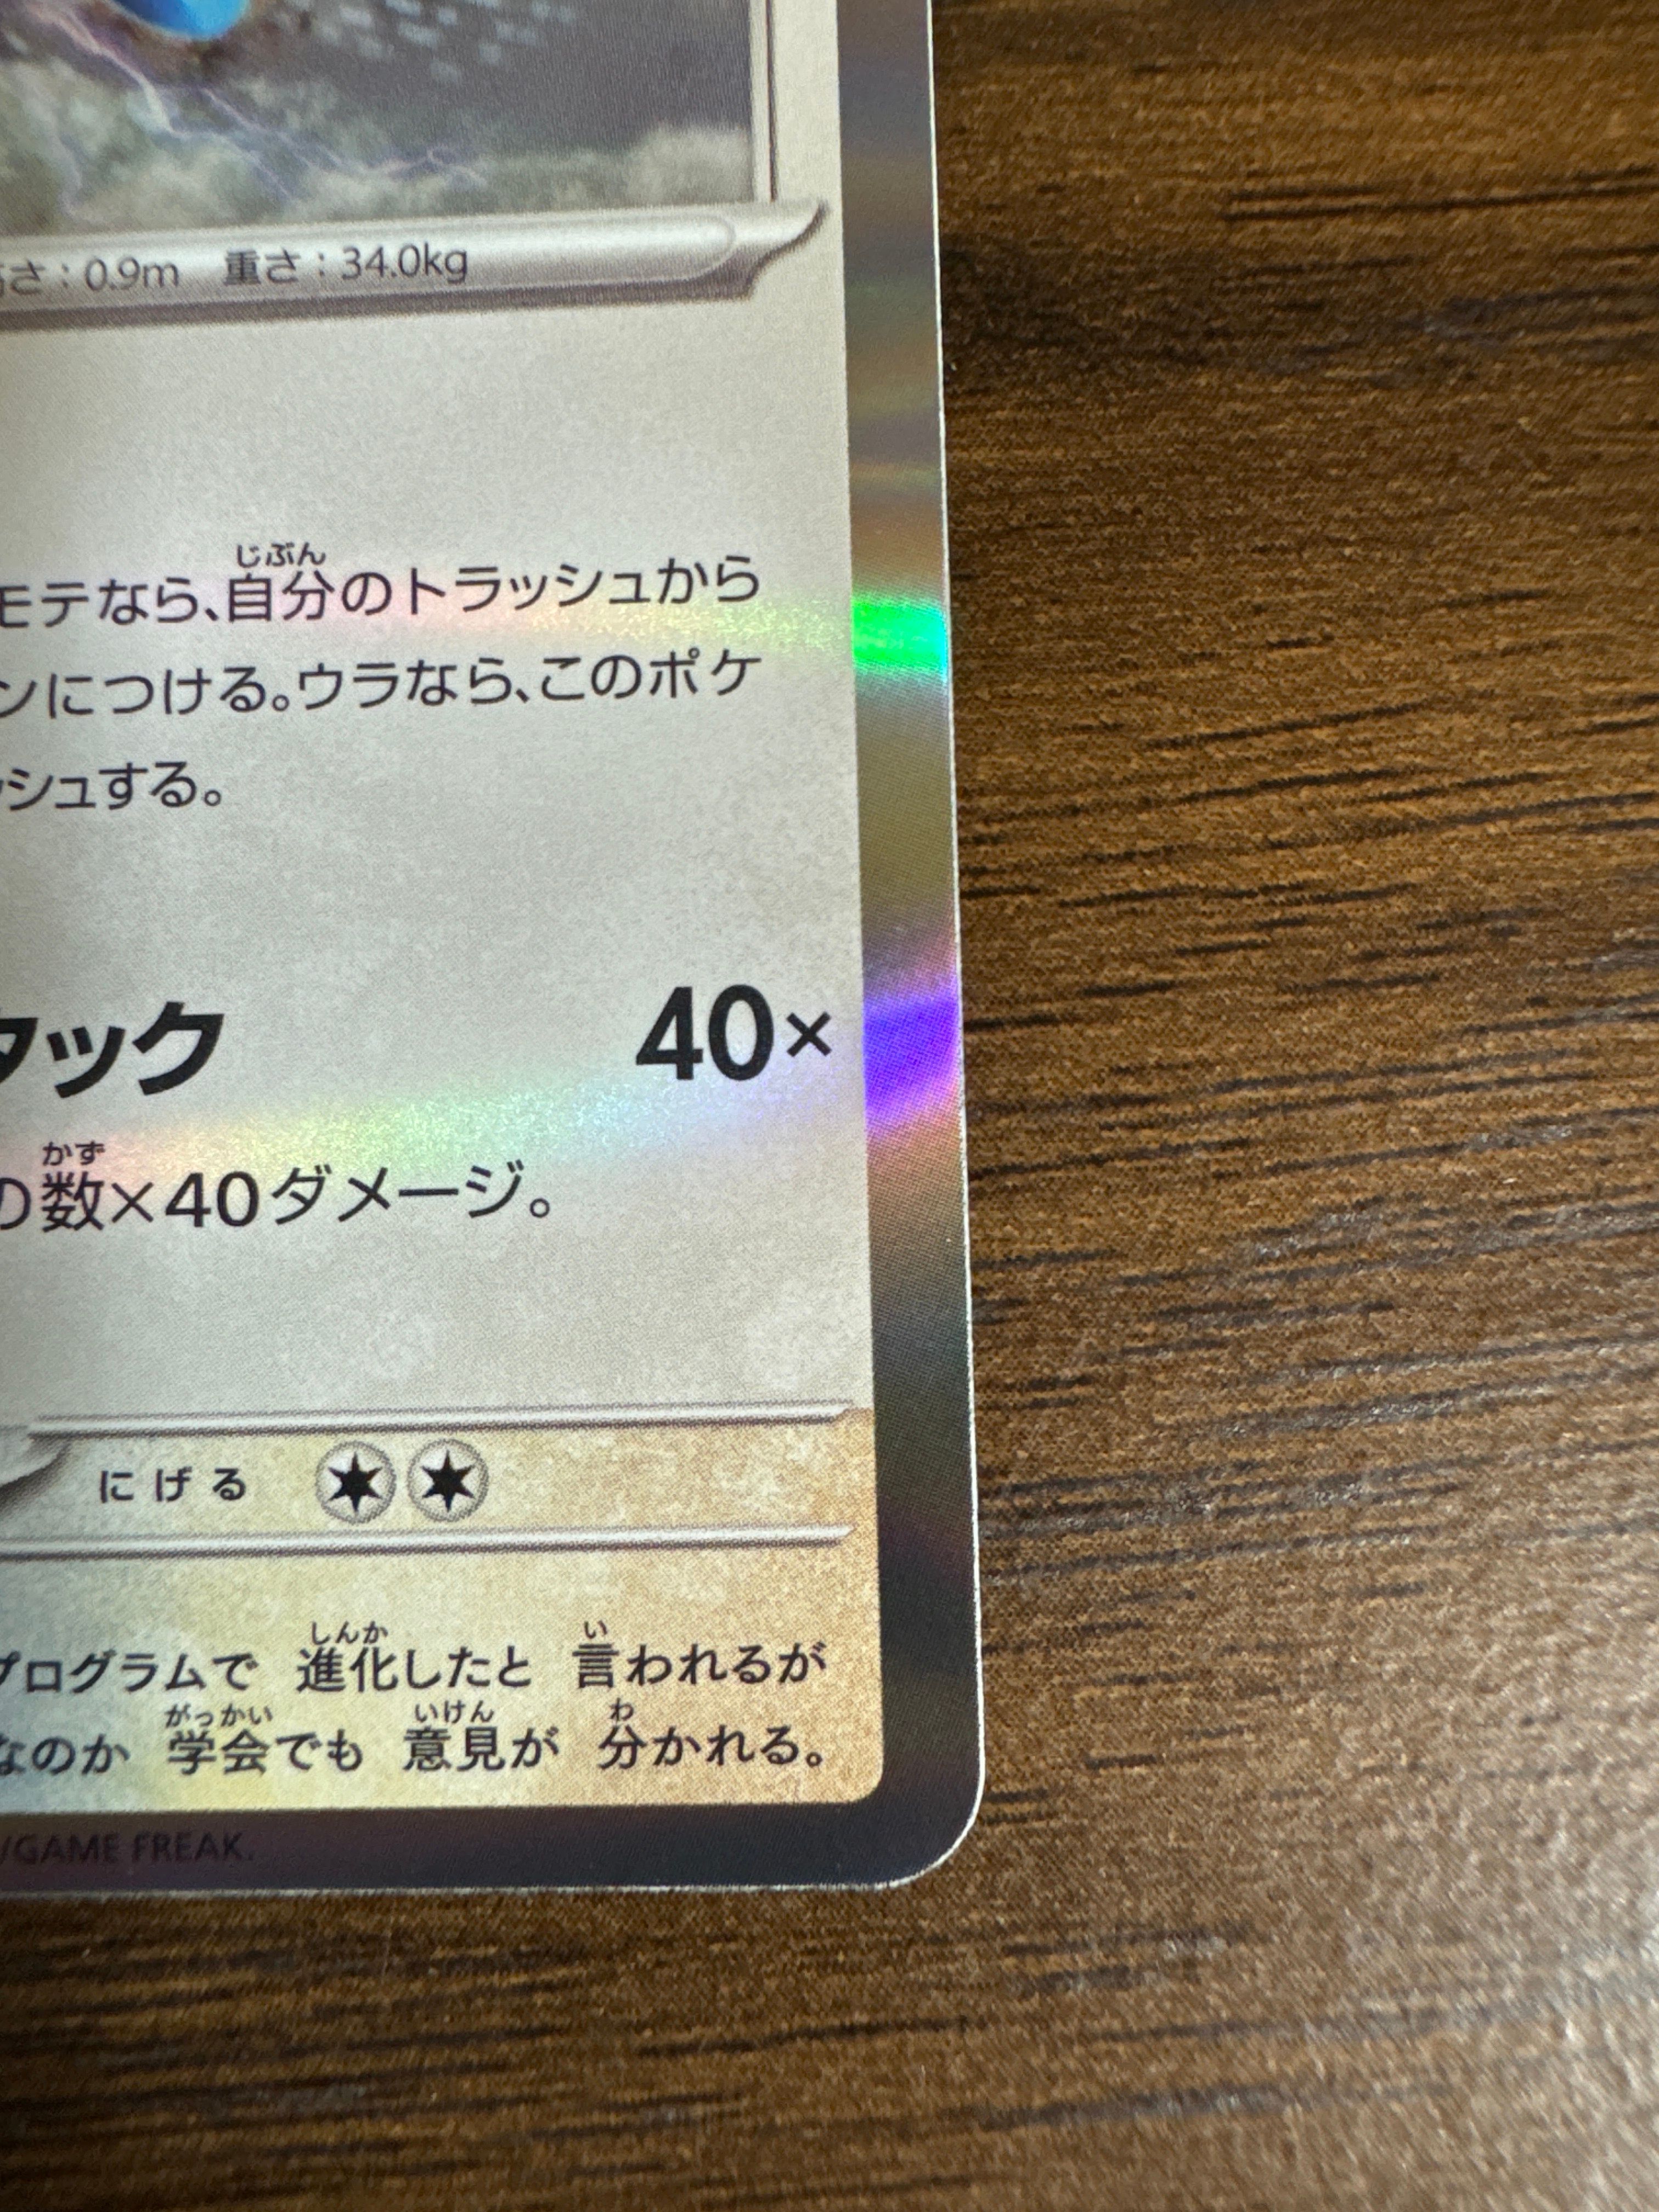 さ：0.9m 重さ：34.0kg
じぶん
モテなら、自分のトラッシュから
ンにつける。ウラなら、このポケ
ッシュする。
タック 40×
かず
の数×40ダメージ。
にげる
しんか い
プログラムで 進化したと 言われるが
がっかい いけん わ
なのか 学会でも 意見が 分かれる。
/GAME FREAK.